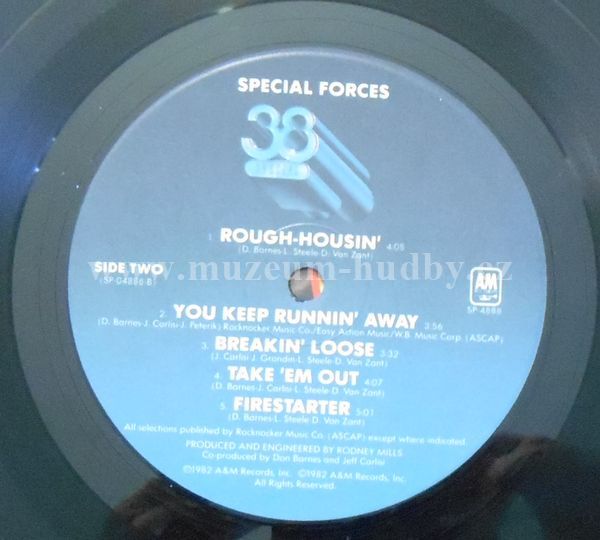 SPECIAL FORCES
38
SPECIAL
1. ROUGH-HOUSIN' 4:05
(D. Barnes-L. Steele-D. Van Zant)
SIDE TWO
(SP-04886-B)
www.muzeum-hudby.cz
AM
SP-4888
2. YOU KEEP RUNNIN' AWAY 3:56
(D. Barnes-J. Carlisi-J. Peterik) Rocknocker Music Co./Easy Action Music/W.B. Music Corp. (ASCAP)
3. BREAKIN' LOOSE 3:32
(J. Carlisi-J. Grondin-L. Steele-D. Van Zant)
4. TAKE 'EM OUT 4:07
(D. Barnes-J. Carlisi-L. Steele-D. Van Zant)
5. FIRESTARTER 5:01
(D. Barnes-L. Steele-D. Van Zant)
All selections published by Rocknocker Music Co. (ASCAP) except where indicated.
PRODUCED AND ENGINEERED BY RODNEY MILLS
Co-produced by Don Barnes and Jeff Carlisi
©1982 A&M Records, Inc. ℗1982 A&M Records, Inc.
All Rights Reserved.